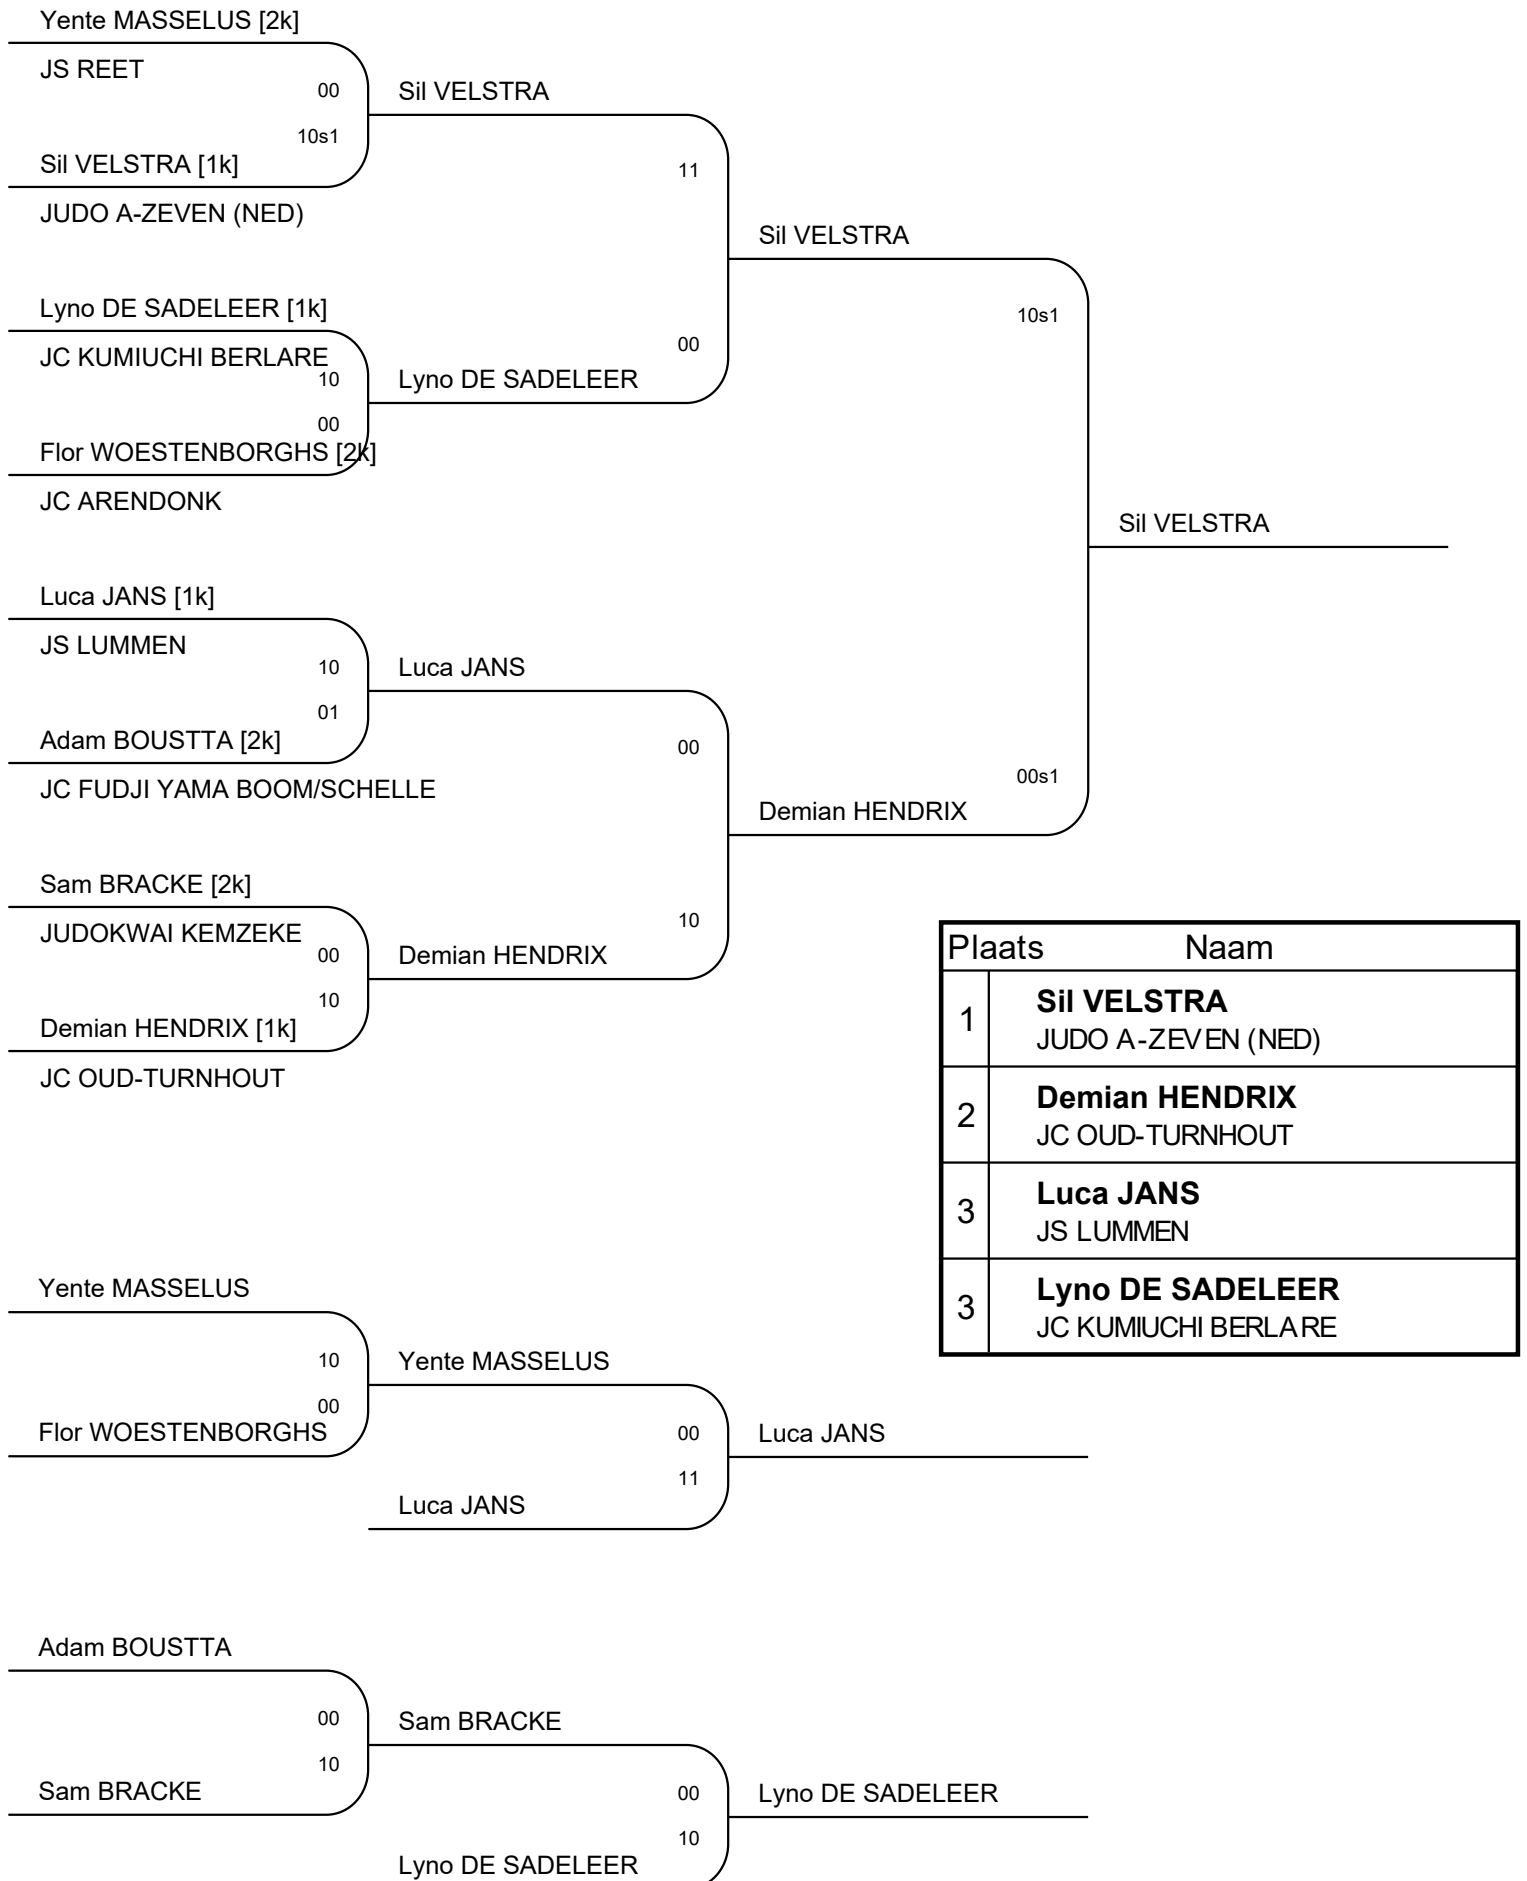 Yente MASSELUS [2k]
JS REET
00
10s1
Sil VELSTRA [1k]
JUDO A-ZEVEN (NED)
Sil VELSTRA
11
Lyno DE SADELEER [1k]
JC KUMIUCHI BERLARE
10
00
Flor WOESTENBORGHS [2k]
JC ARENDONK
00
Lyno DE SADELEER
Sil VELSTRA
10s1
Luca JANS [1k]
JS LUMMEN
10
01
Adam BOUSTTA [2k]
JC FUDJI YAMA BOOM/SCHELLE
Luca JANS
00
Sam BRACKE [2k]
JUDOKWAI KEMZEKE
00
10
Demian HENDRIX [1k]
JC OUD-TURNHOUT
10
Demian HENDRIX
00s1
Demian HENDRIX
Sil VELSTRA
Plaats Naam
1 Sil VELSTRA
JUDO A-ZEVEN (NED)
2 Demian HENDRIX
JC OUD-TURNHOUT
3 Luca JANS
JS LUMMEN
3 Lyno DE SADELEER
JC KUMIUCHI BERLARE
Yente MASSELUS
10
00
Flor WOESTENBORGHS
Yente MASSELUS
00
11
Luca JANS
Luca JANS
Adam BOUSTTA
00
10
Sam BRACKE
Sam BRACKE
00
10
Lyno DE SADELEER
Lyno DE SADELEER